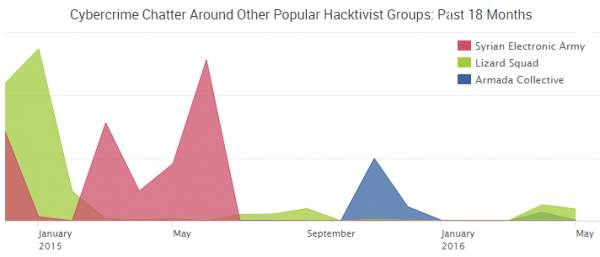 Cybercrime Chatter Around Other Popular Hacktivist Groups: Past 18 Months
Syrian Electronic Army
Lizard Squad
Armada Collective
January
2015
May
September
January
2016
May